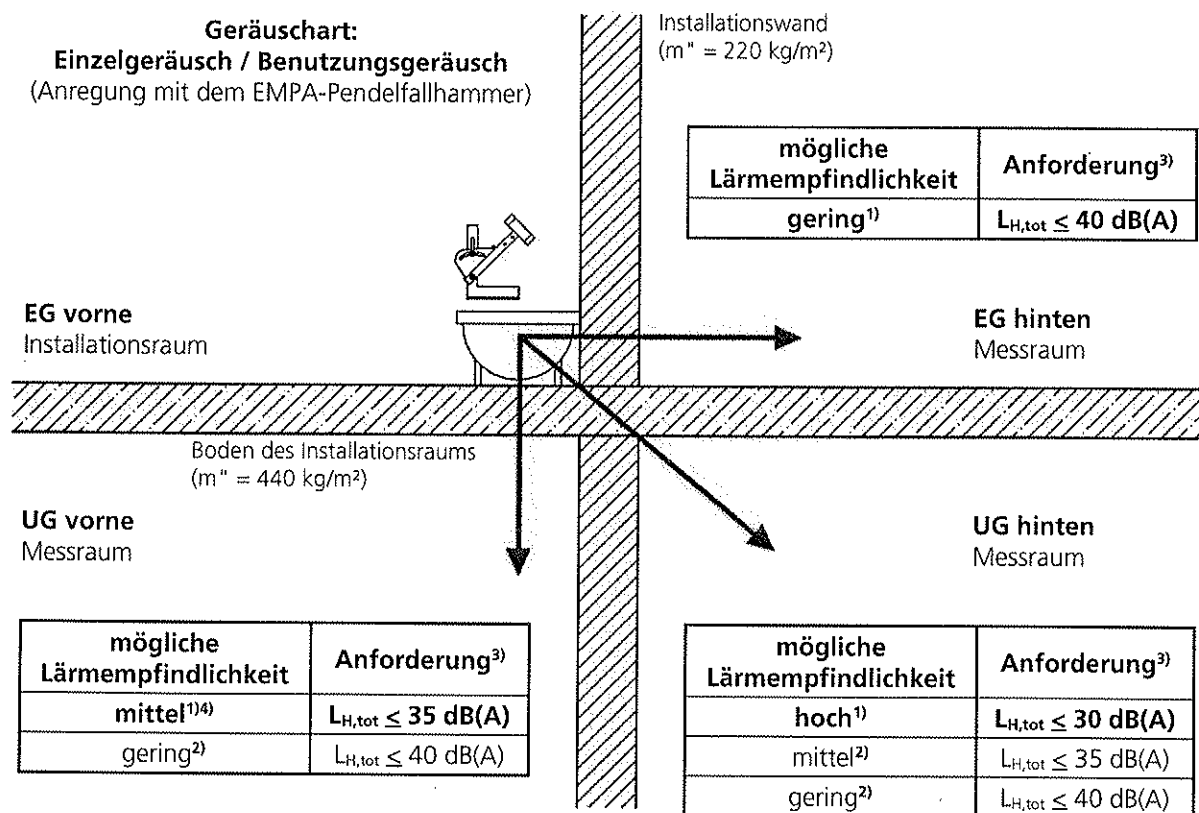 Geräuschart:
Einzelgeräusch / Benutzungsgeräusch
(Anregung mit dem EMPA-Pendelfallhammer)
Installationswand
(m" = 220 kg/m²)
mögliche Lärmempfindlichkeit | Anforderung³⁾
gering¹⁾ | L_H,tot ≤ 40 dB(A)
EG vorne
Installationsraum
EG hinten
Messraum
Boden des Installationsraums
(m" = 440 kg/m²)
UG vorne
Messraum
UG hinten
Messraum
mögliche Lärmempfindlichkeit | Anforderung³⁾
mittel¹⁾⁴⁾ | L_H,tot ≤ 35 dB(A)
gering²⁾ | L_H,tot ≤ 40 dB(A)
mögliche Lärmempfindlichkeit | Anforderung³⁾
hoch¹⁾ | L_H,tot ≤ 30 dB(A)
mittel²⁾ | L_H,tot ≤ 35 dB(A)
gering²⁾ | L_H,tot ≤ 40 dB(A)